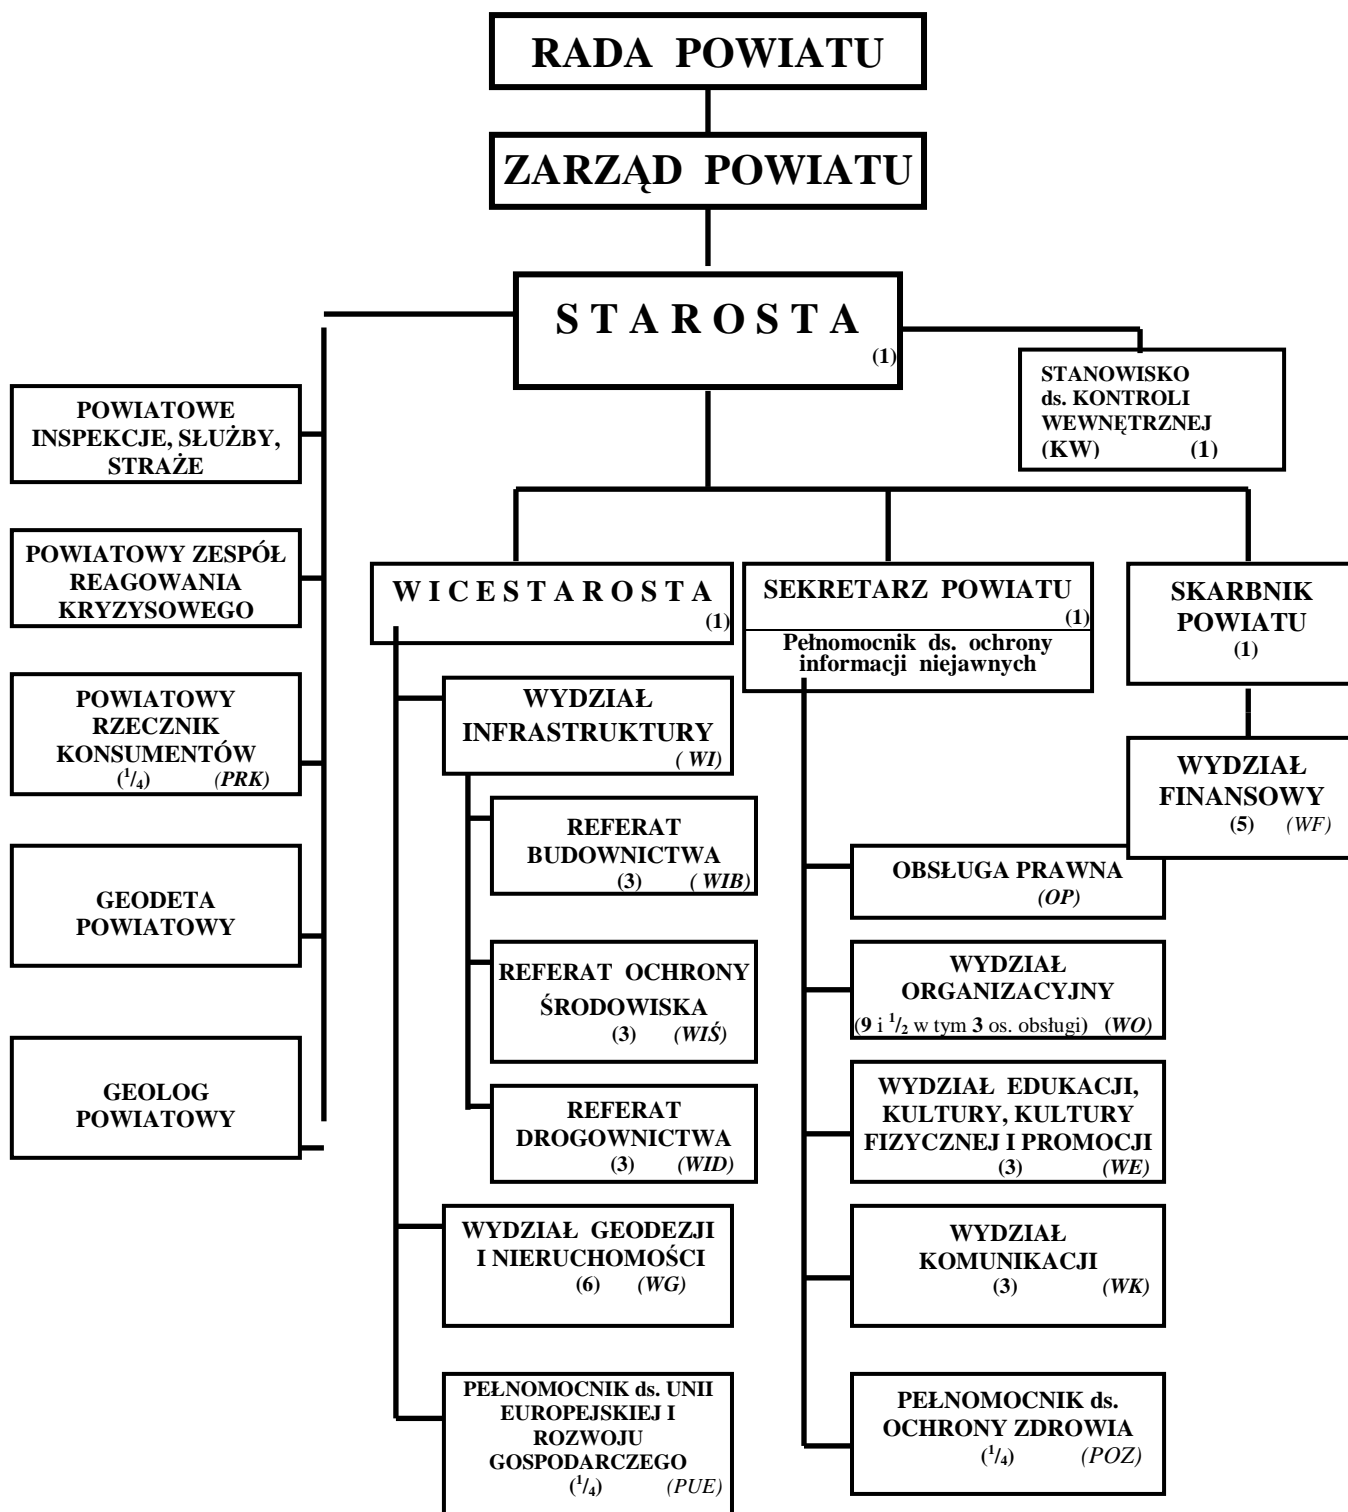 RADA POWIATU
ZARZĄD POWIATU
S T A R O S T A
(1)
STANOWISKO
ds. KONTROLI
WEWNĘTRZNEJ
(KW) (1)
POWIATOWE
INSPEKCJE, SŁUŻBY,
STRAŻE
POWIATOWY ZESPÓŁ
REAGOWANIA
KRYZYSOWEGO
POWIATOWY
RZECZNIK
KONSUMENTÓW
(1/4) (PRK)
GEODETA
POWIATOWY
GEOLOG
POWIATOWY
W I C E S T A R O S T A
(1)
WYDZIAŁ
INFRASTRUKTURY
( WI)
REFERAT
BUDOWNICTWA
(3) ( WIB)
REFERAT OCHRONY
ŚRODOWISKA
(3) (WIŚ)
REFERAT
DROGOWNICTWA
(3) (WID)
WYDZIAŁ GEODEZJI
I NIERUCHOMOŚCI
(6) (WG)
PEŁNOMOCNIK ds. UNII
EUROPEJSKIEJ I
ROZWOJU
GOSPODARCZEGO
(1/4) (PUE)
SEKRETARZ POWIATU
(1)
Pełnomocnik ds. ochrony
informacji niejawnych
OBSŁUGA PRAWNA
(OP)
WYDZIAŁ
ORGANIZACYJNY
(9 i 1/2 w tym 3 os. obsługi) (WO)
WYDZIAŁ EDUKACJI,
KULTURY, KULTURY
FIZYCZNEJ I PROMOCJI
(3) (WE)
WYDZIAŁ
KOMUNIKACJI
(3) (WK)
PEŁNOMOCNIK ds.
OCHRONY ZDROWIA
(1/4) (POZ)
SKARBNIK
POWIATU
(1)
WYDZIAŁ
FINANSOWY
(5) (WF)